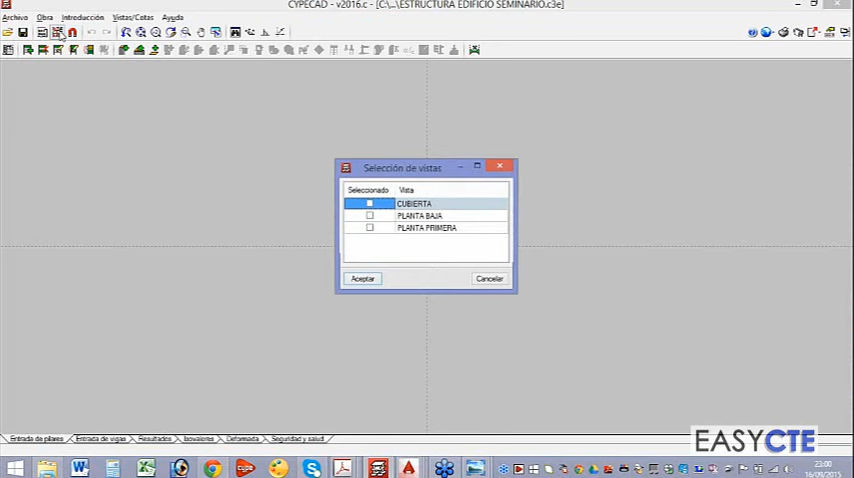 CYPECAD - v2016.c - [C:\...\ESTRUCTURA EDIFICIO SEMINARIO.c3e]
Archivo Obra Introducción Vistas/Cotas Ayuda
Selección de vistas
Seleccionado Vista
CUBIERTA
PLANTA BAJA
PLANTA PRIMERA
Aceptar Cancelar
Entrada de pilares Entrada de vigas Resultados Isovalores Deformada Seguridad y salud
EASYCTE
23:00
16/09/2015